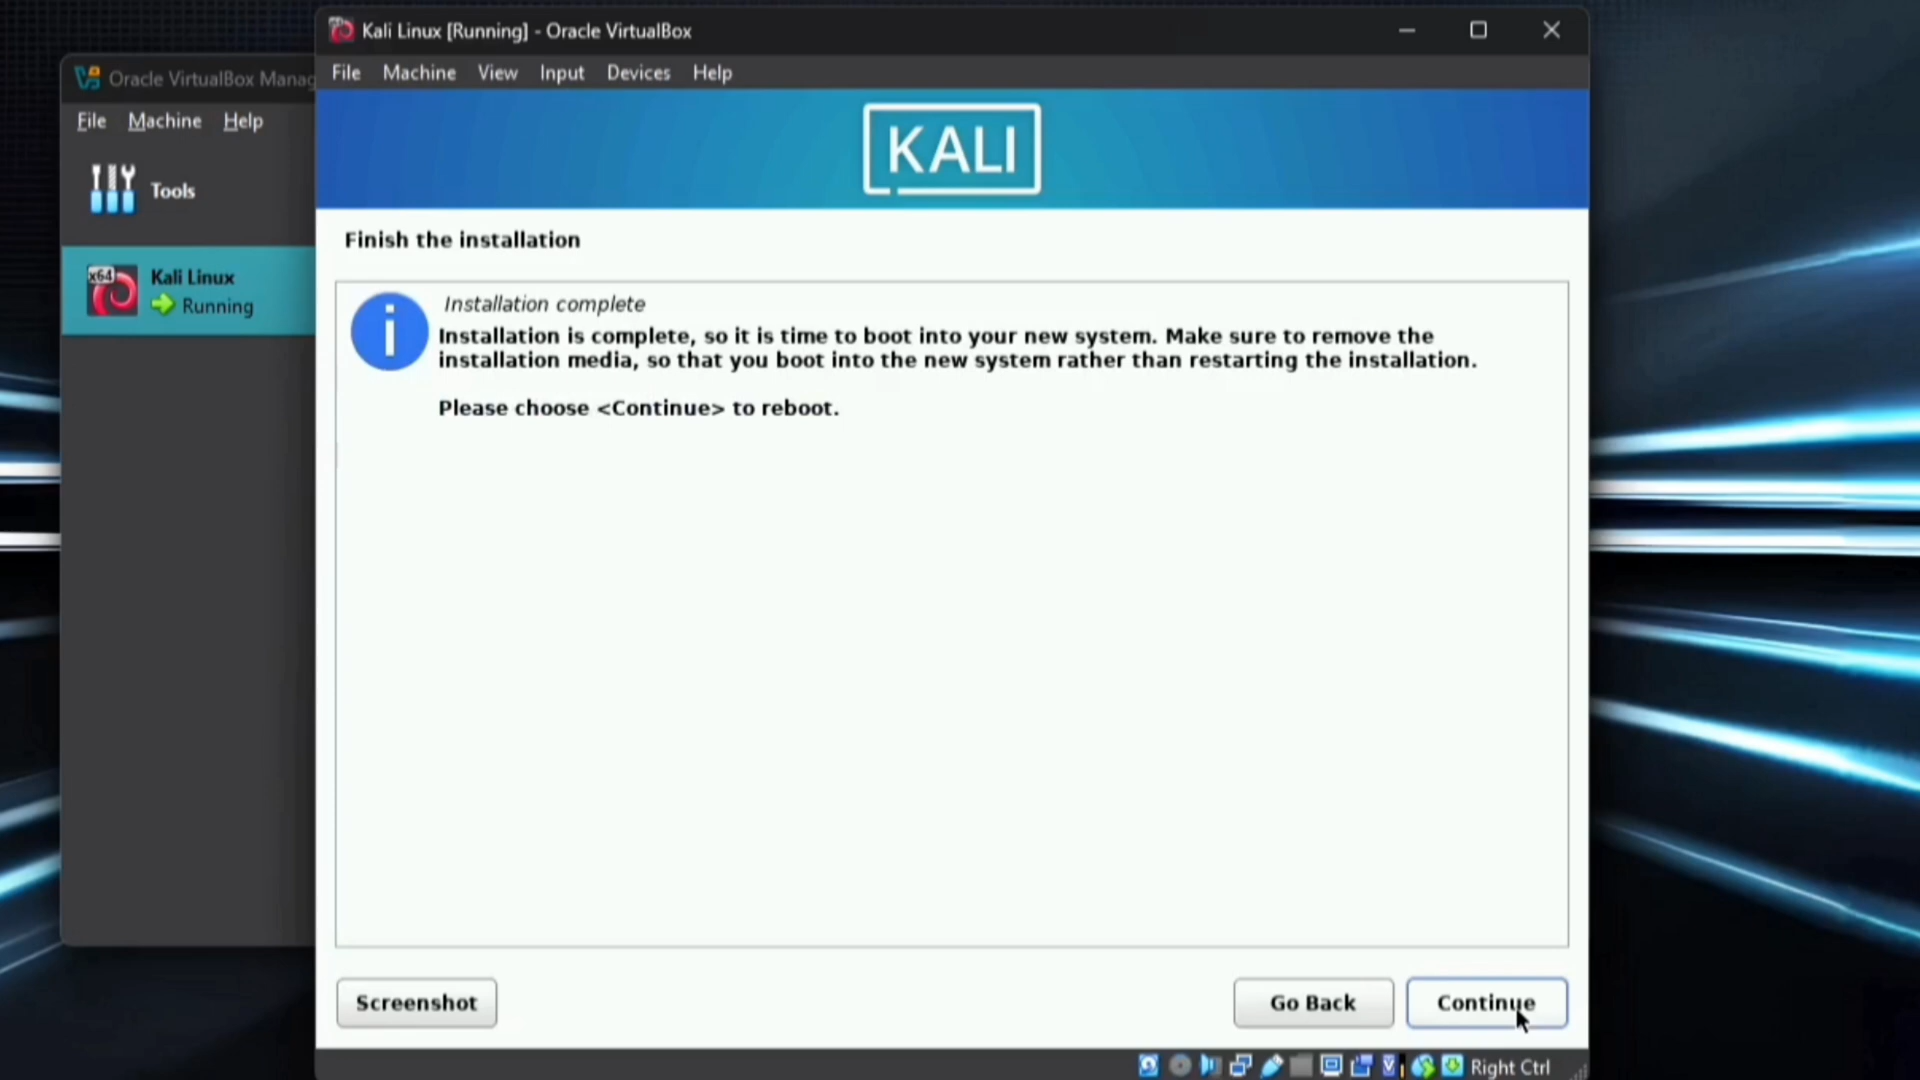 Kali Linux [Running] - Oracle VirtualBox
File Machine View Input Devices Help
Oracle VirtualBox Manag
File Machine Help
Tools
x64
Kali Linux
Running
KALI
Finish the installation
Installation complete
Installation is complete, so it is time to boot into your new system. Make sure to remove the
installation media, so that you boot into the new system rather than restarting the installation.
Please choose <Continue> to reboot.
Screenshot
Go Back
Continue
Right Ctrl